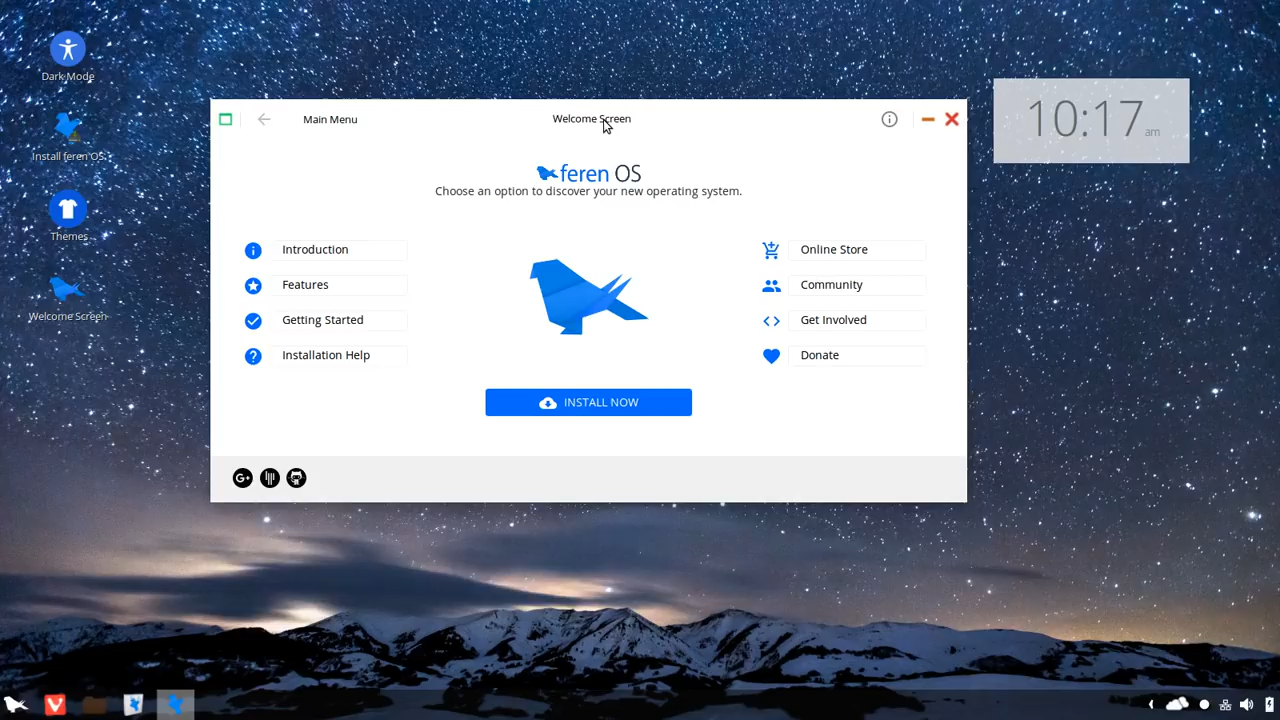 Dark Mode
Install feren OS
Themes
Welcome Screen
Main Menu
Welcome Screen
feren OS
Choose an option to discover your new operating system.
Introduction
Features
Getting Started
Installation Help
Online Store
Community
Get Involved
Donate
INSTALL NOW
G+
10:17 am